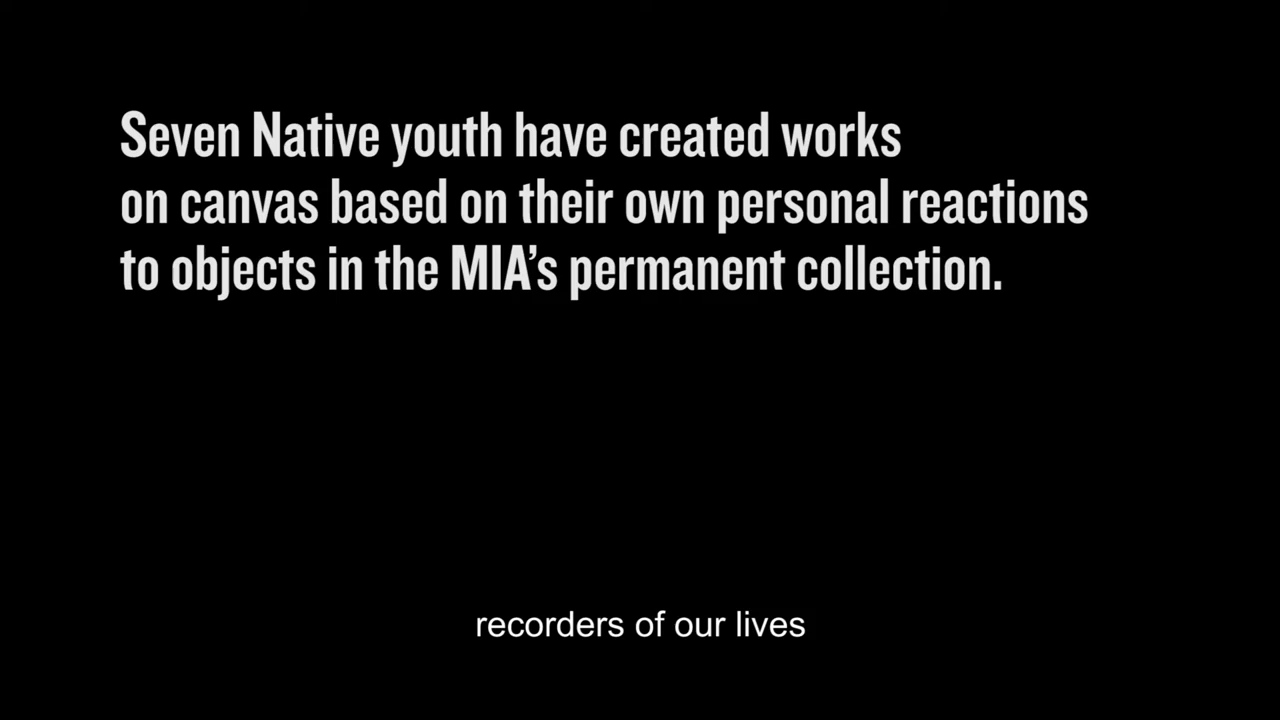 Seven Native youth have created works
on canvas based on their own personal reactions
to objects in the MIA’s permanent collection.
recorders of our lives